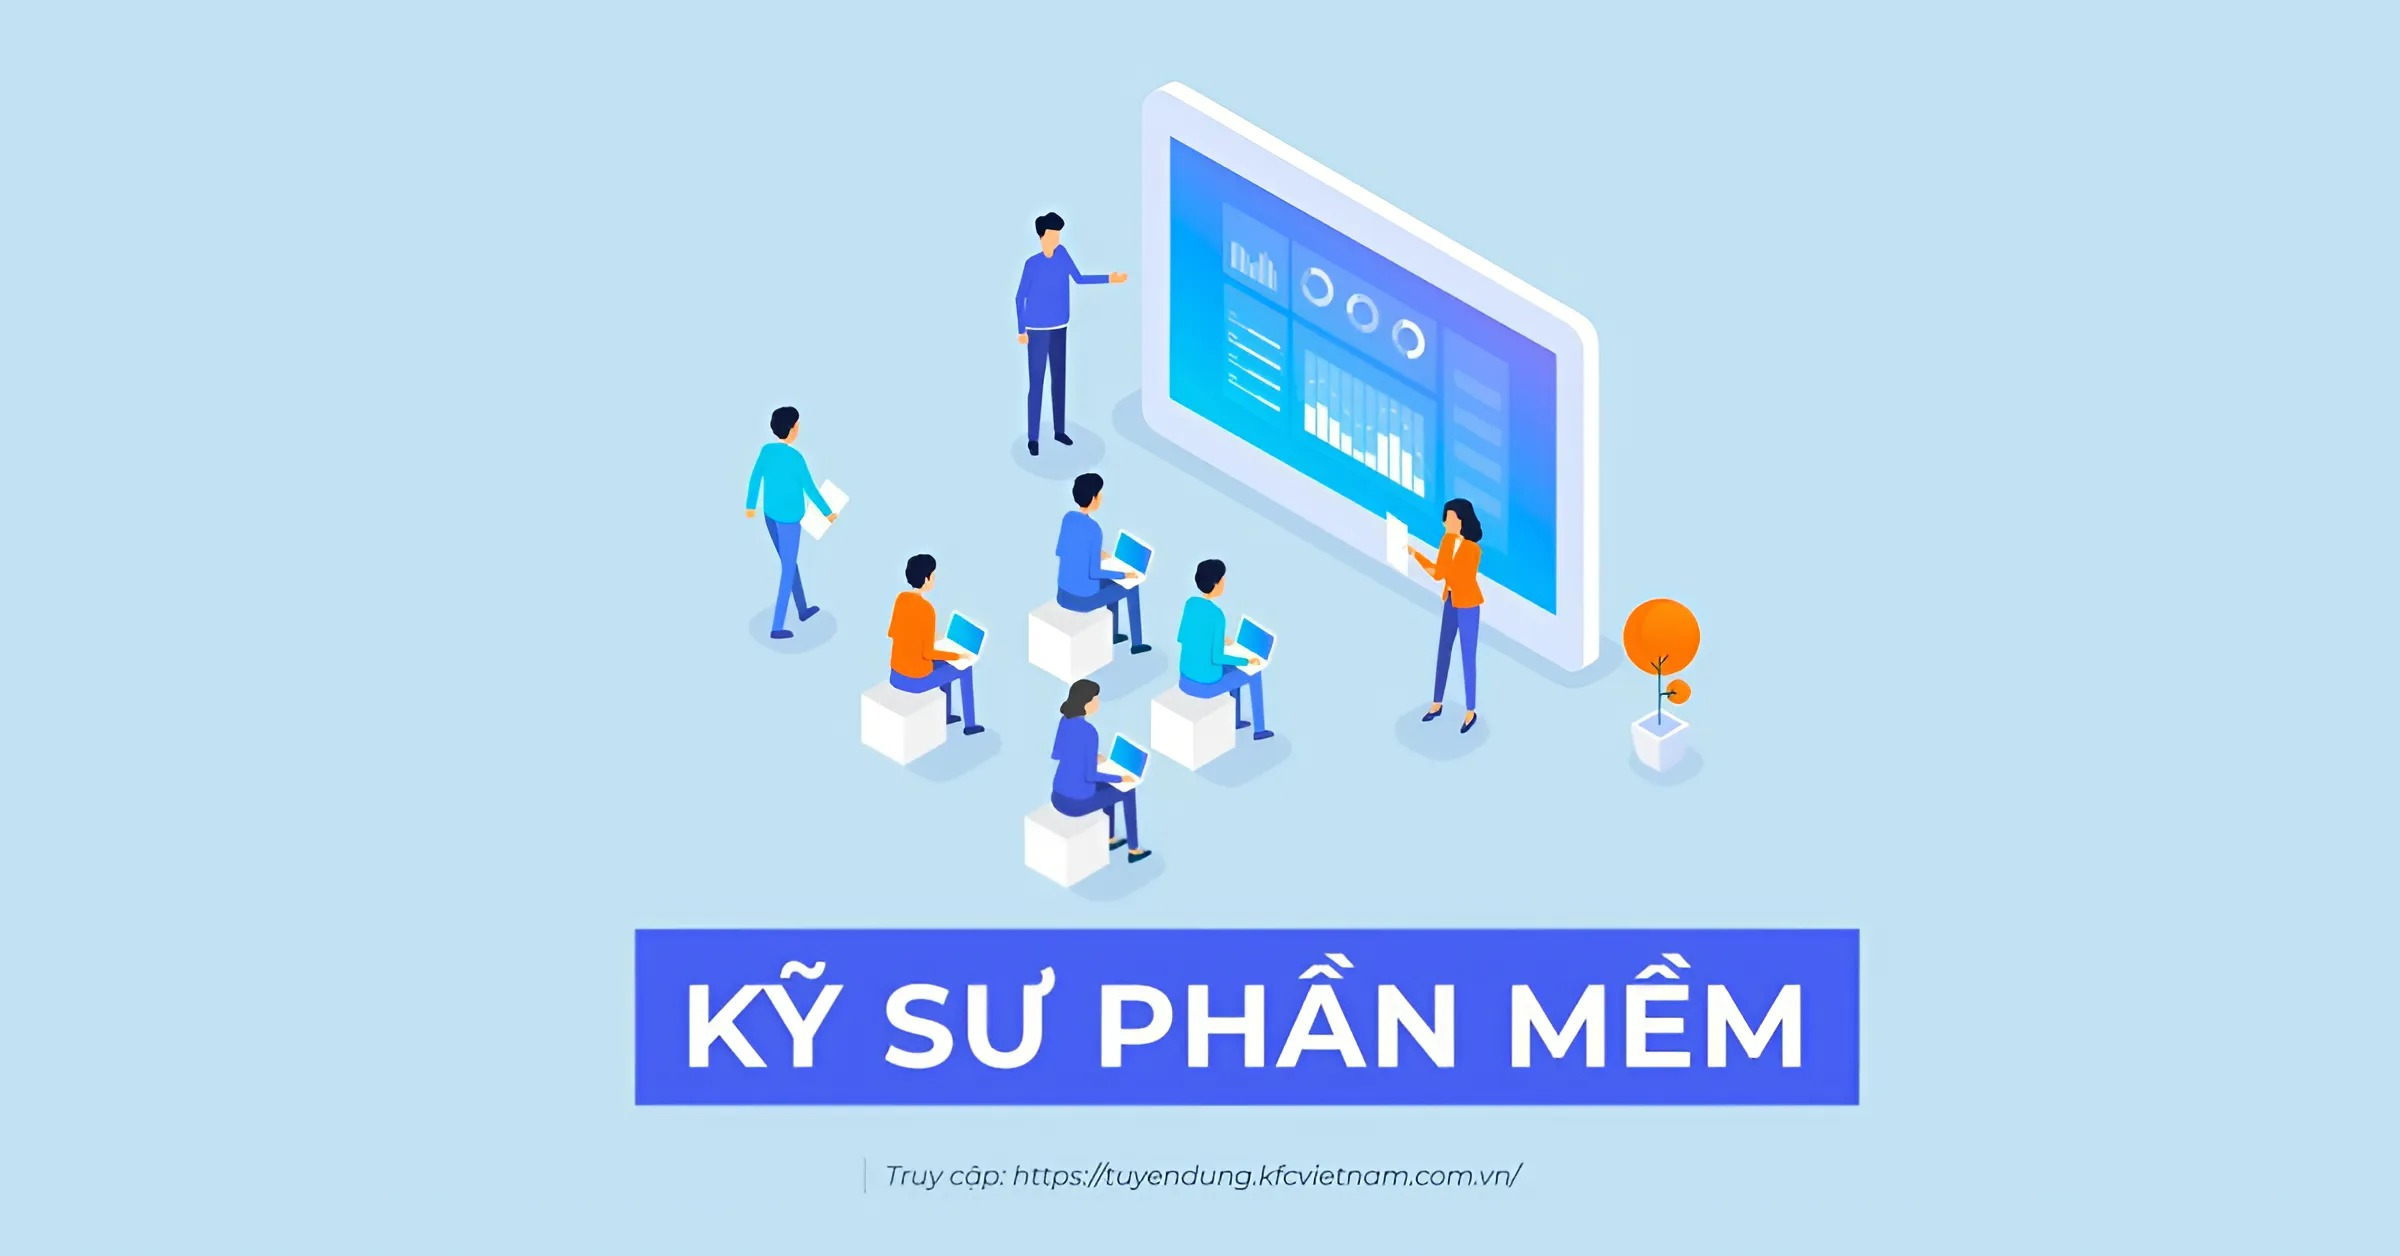 KỸ SƯ PHẦN MỀM
Truy cập: https://tuyendung.kfcvietnam.com.vn/